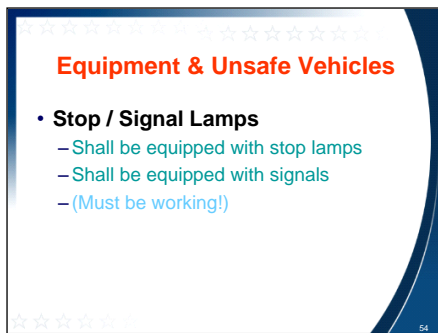 Equipment & Unsafe Vehicles
• Stop / Signal Lamps
– Shall be equipped with stop lamps
– Shall be equipped with signals
– (Must be working!)
54